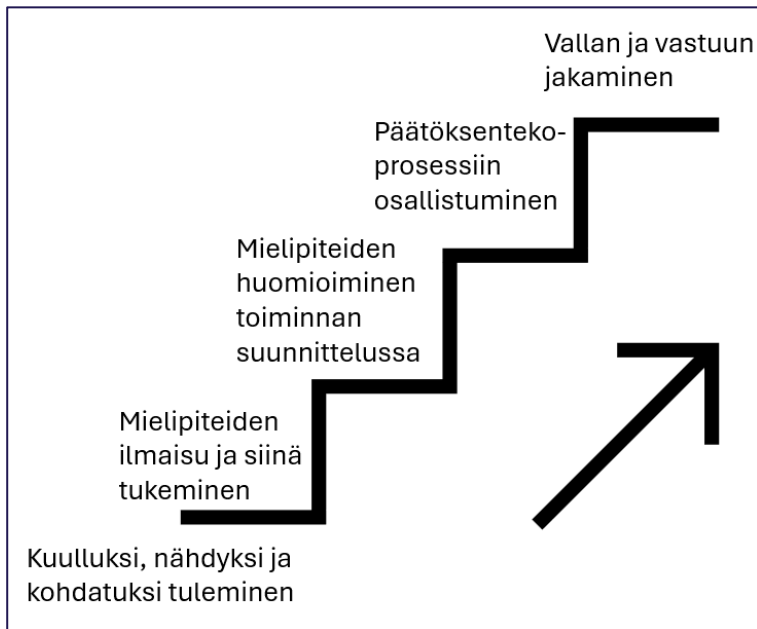 Vallan ja vastuun
jakaminen
Päätöksenteko-
prosessiin
osallistuminen
Mielipiteiden
huomioiminen
toiminnan
suunnittelussa
Mielipiteiden
ilmaisu ja siinä
tukeminen
Kuulluksi, nähdyksi ja
kohdatuksi tuleminen